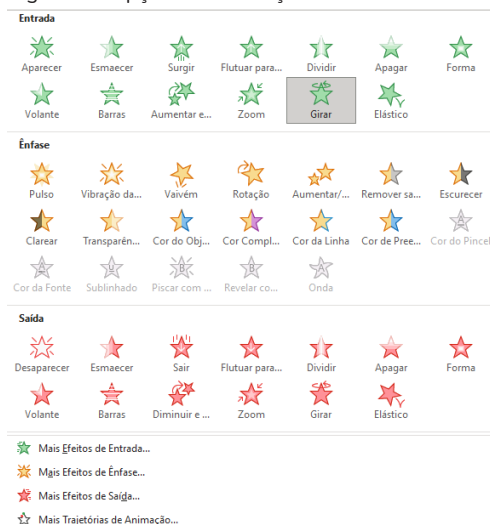 Entrada
Aparecer Esmaecer Surgir Flutuar para... Dividir Apagar Forma
Volante Barras Aumentar e... Zoom Girar Elástico
Ênfase
Pulso Vibração da... Vaivém Rotação Aumentar/... Remover sa... Escurecer
Clarear Transparên... Cor do Obj... Cor Compl... Cor da Linha Cor de Pree... Cor do Pincel
Cor da Fonte Sublinhado Piscar com ... Revelar co... Onda
Saída
Desaparecer Esmaecer Sair Flutuar para... Dividir Apagar Forma
Volante Barras Diminuir e ... Zoom Girar Elástico
Mais Efeitos de Entrada...
Mais Efeitos de Ênfase...
Mais Efeitos de Saída...
Mais Trajetórias de Animação...